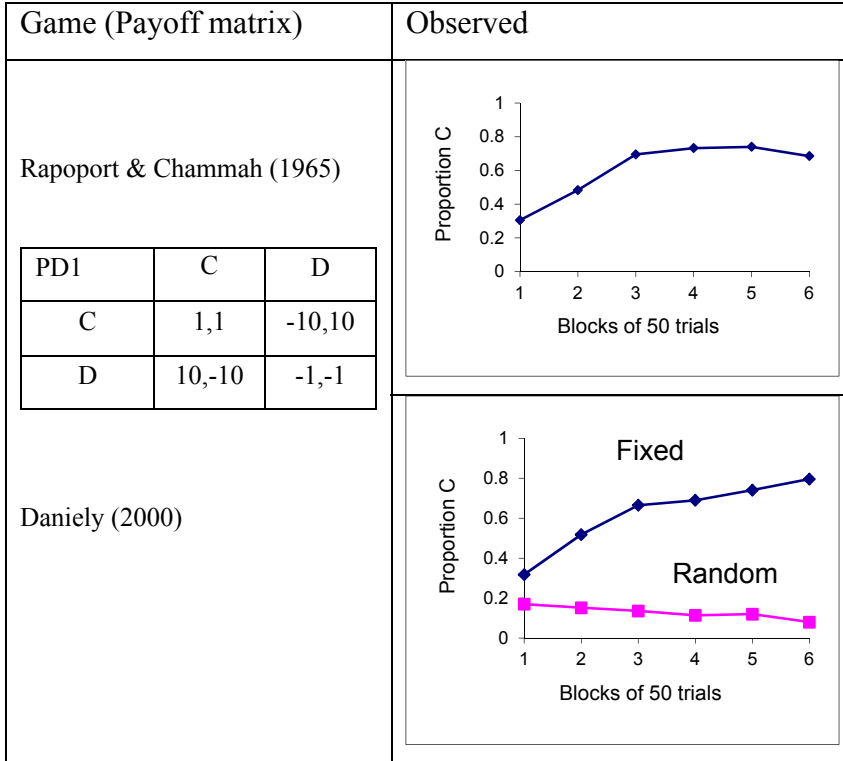 Game (Payoff matrix) Observed
Rapoport & Chammah (1965)
PD1 C D
C 1,1 -10,10
D 10,-10 -1,-1
Proportion C
1
0.8
0.6
0.4
0.2
0
1 2 3 4 5 6
Blocks of 50 trials
Daniely (2000)
Proportion C
1
0.8
0.6
0.4
0.2
0
Fixed
Random
1 2 3 4 5 6
Blocks of 50 trials